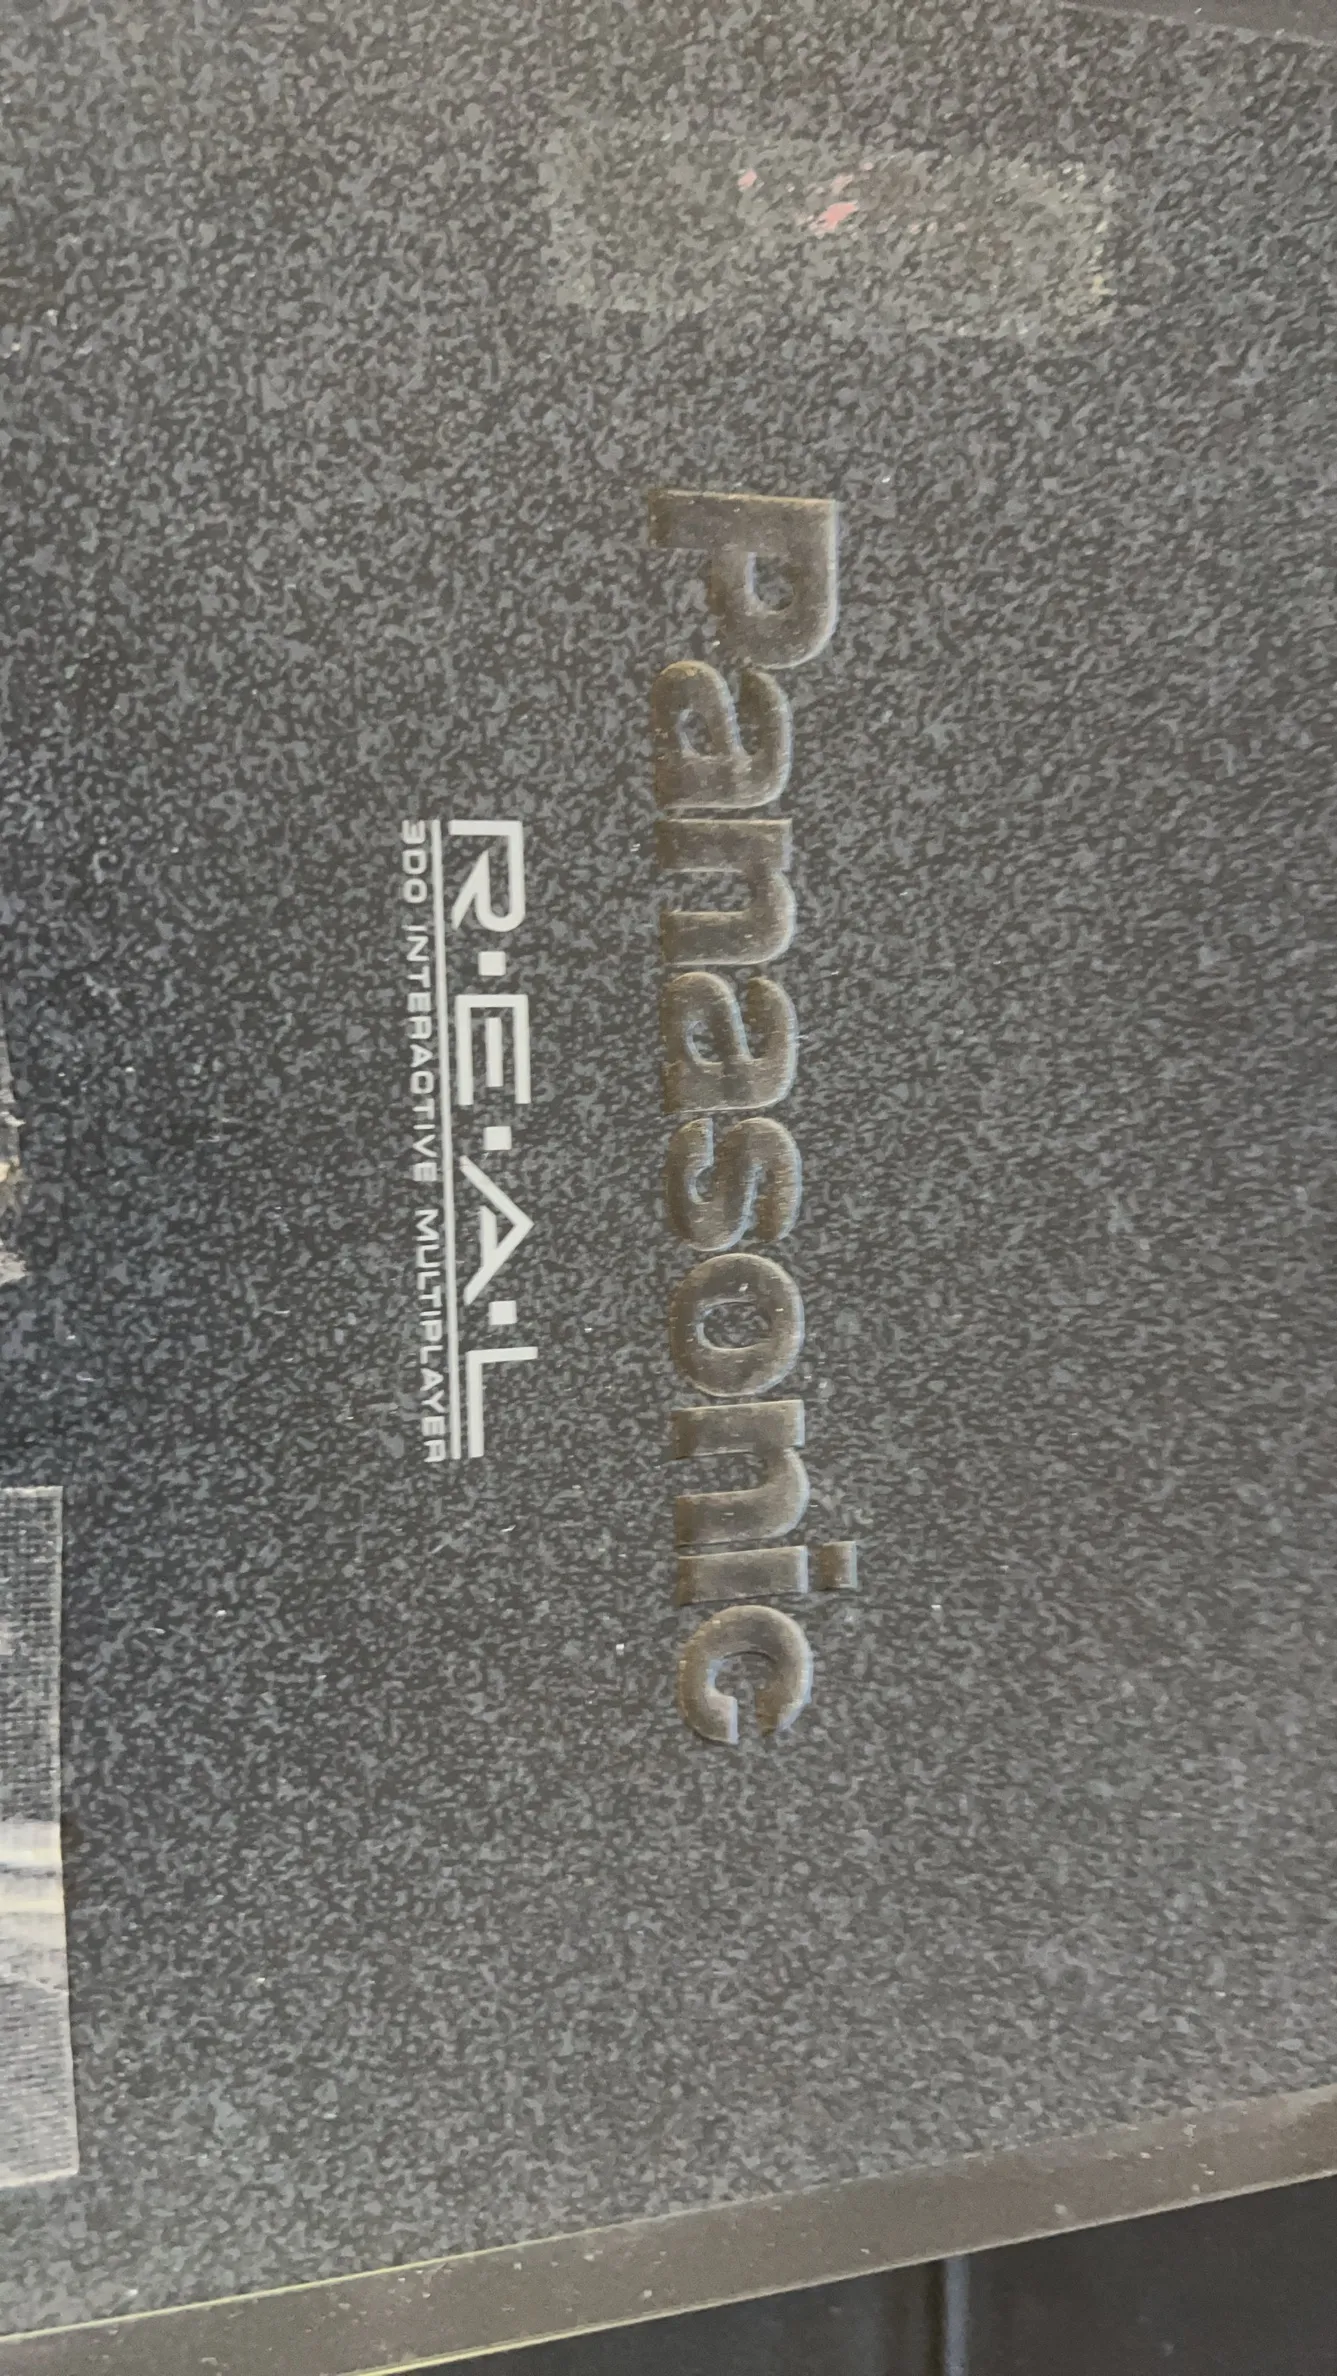 Panasonic
R·E·A·L
3DO INTERACTIVE MULTIPLAYER